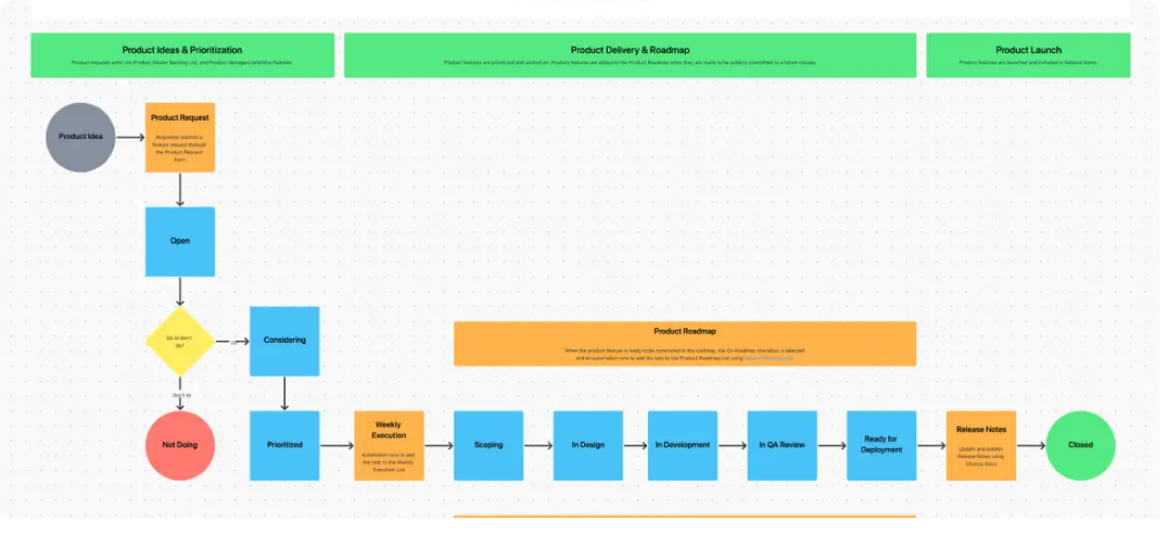 Product Ideas & Prioritization
Product requests enter the Product Master Backlog List, and Product Managers prioritize features.
Product Delivery & Roadmap
Product features are prioritized and worked on. Product features are added to the Product Roadmap when they are ready to be publicly committed to a future release.
Product Launch
Product features are launched and included in Release Notes.
Product Idea
Product Request
Requester submits a
feature request through
the Product Request
Form
Open
Do or don't
do?
Considering
Don't do
Not Doing
Product Roadmap
When the product feature is ready to be committed to the roadmap, the On Roadmap checkbox is selected
and an automation runs to add the task to the Product Roadmap List using
Prioritized
Weekly
Execution
Automation runs to add
the task to the Weekly
Execution List
Scoping
In Design
In Development
In QA Review
Ready for
Deployment
Release Notes
Update and publish
Release Notes using
ClickUp Docs
Closed